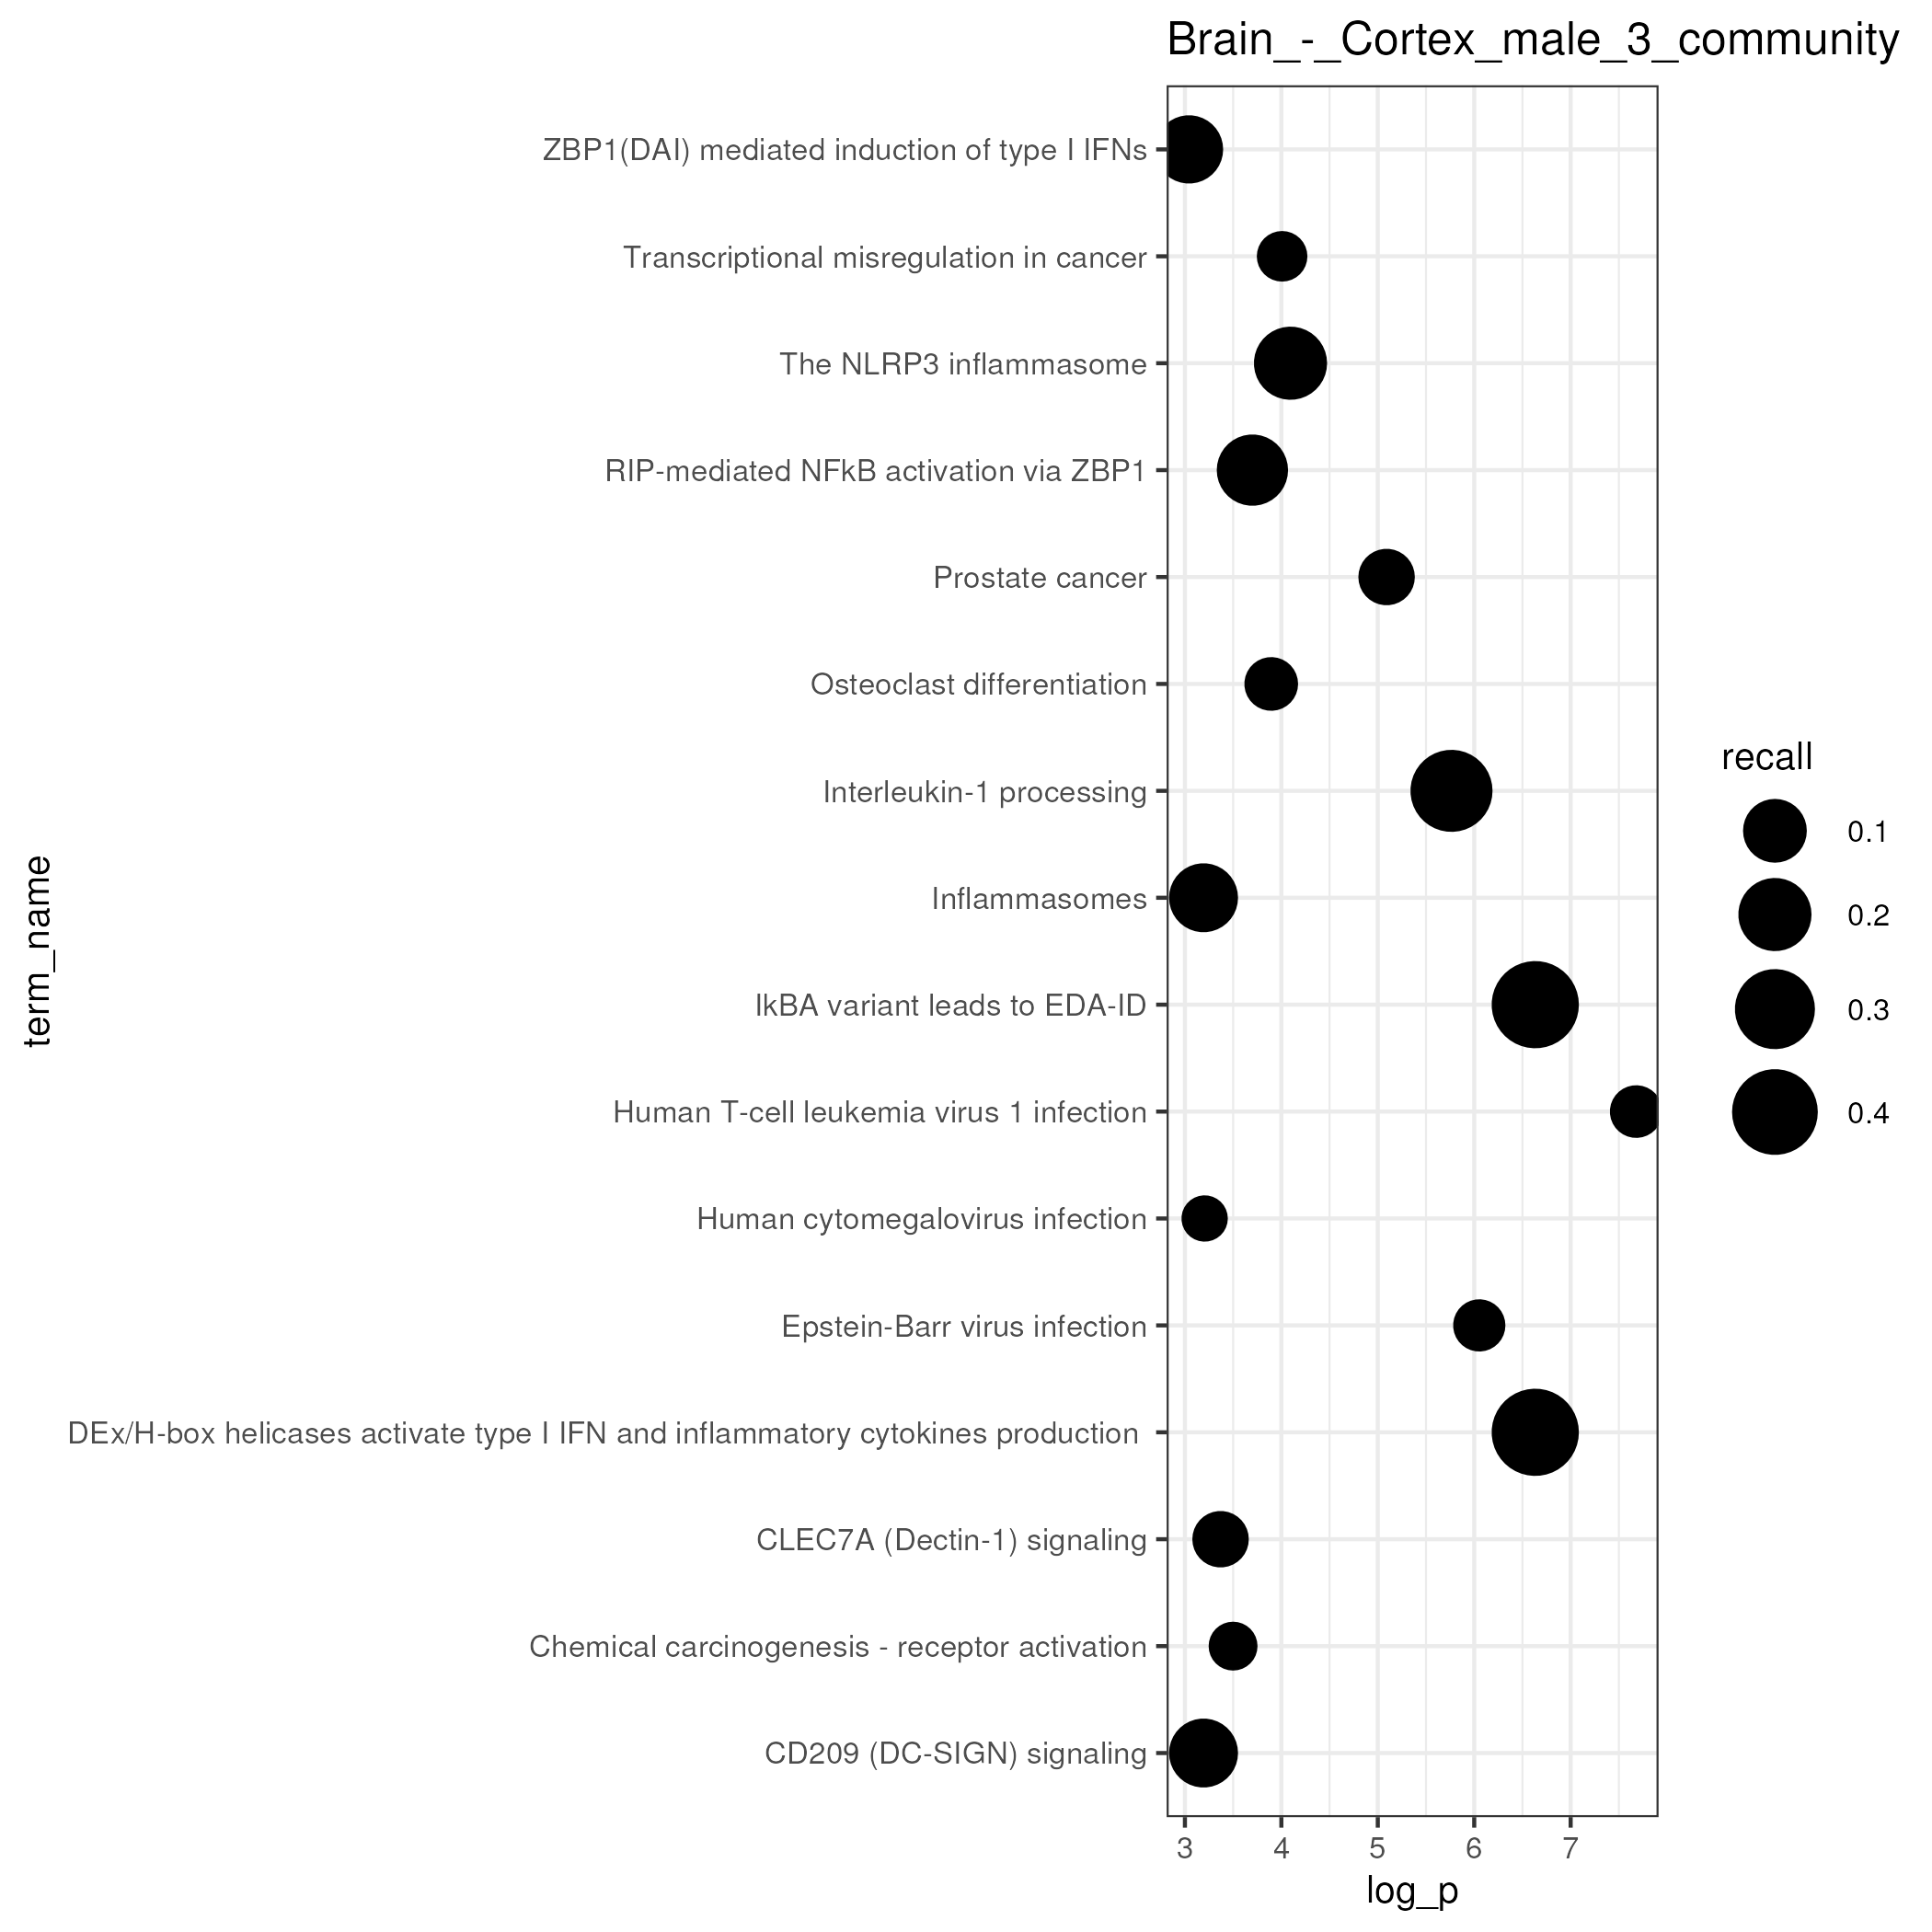 Brain_-_Cortex_male_3_community
ZBP1(DAI) mediated induction of type I IFNs
Transcriptional misregulation in cancer
The NLRP3 inflammasome
RIP-mediated NFkB activation via ZBP1
Prostate cancer
Osteoclast differentiation
Interleukin-1 processing
Inflammasomes
IkBA variant leads to EDA-ID
Human T-cell leukemia virus 1 infection
Human cytomegalovirus infection
Epstein-Barr virus infection
DEx/H-box helicases activate type I IFN and inflammatory cytokines production
CLEC7A (Dectin-1) signaling
Chemical carcinogenesis - receptor activation
CD209 (DC-SIGN) signaling
term_name
3 4 5 6 7
log_p
recall
0.1
0.2
0.3
0.4